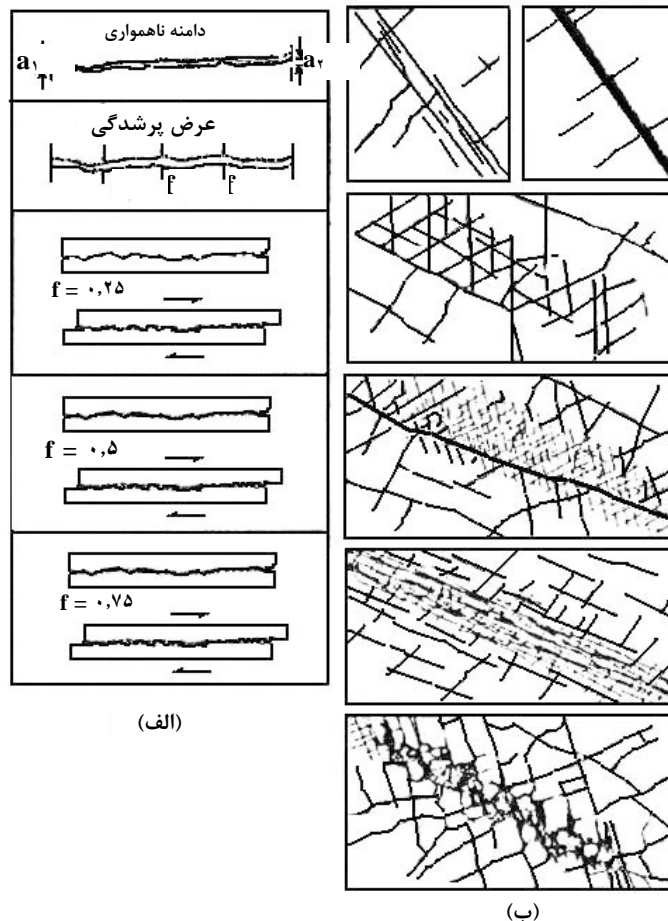 دامنه ناهمواری
a۱
a۲
عرض پرشدگی
f f
f = ۰,۲۵
f = ۰,۵
f = ۰,۷۵
(الف)
(ب)